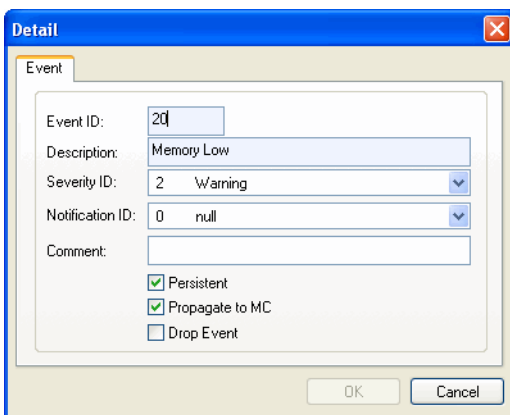 Detail
Event
Event ID: 20
Description: Memory Low
Severity ID: 2 Warning
Notification ID: 0 null
Comment:
Persistent
Propagate to MC
Drop Event
OK Cancel